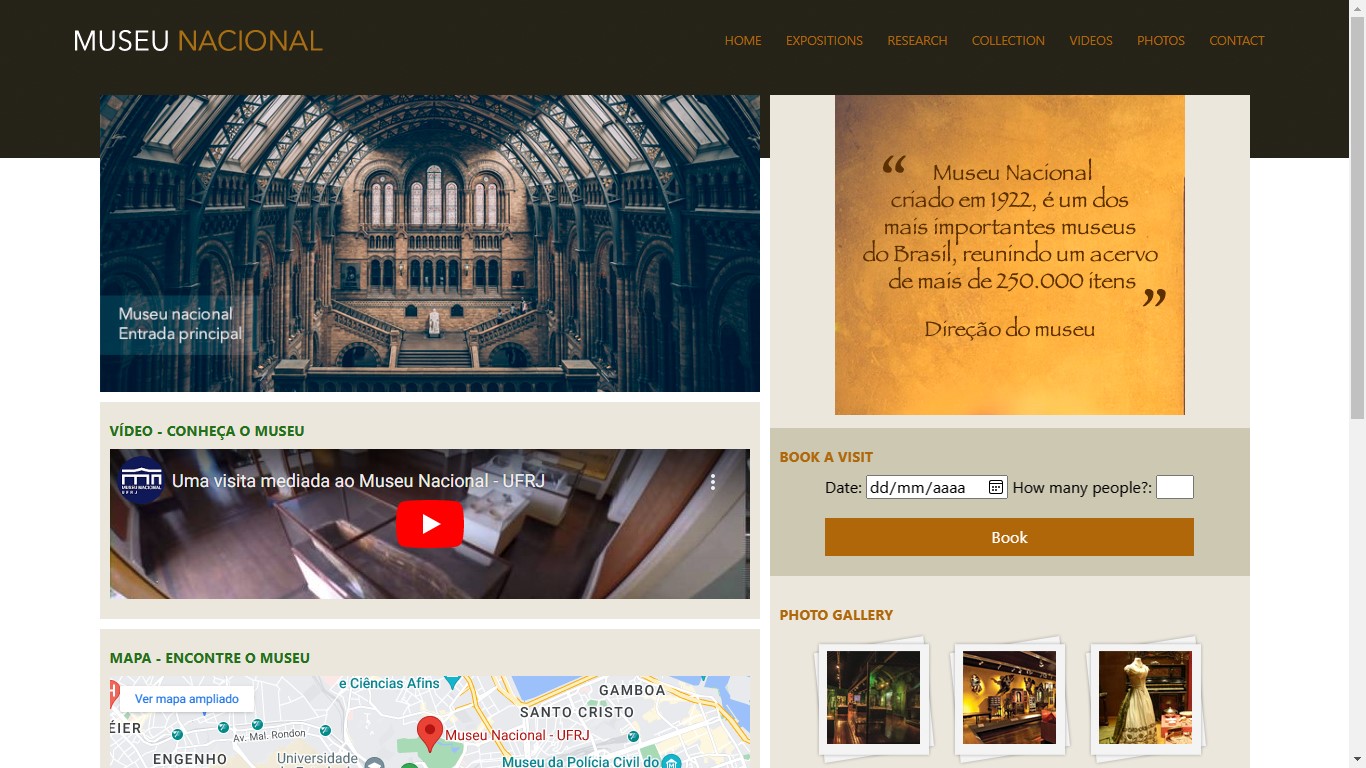 MUSEU NACIONAL
HOME EXPOSITIONS RESEARCH COLLECTION VIDEOS PHOTOS CONTACT
Museu nacional
Entrada principal
“ Museu Nacional
criado em 1922, é um dos
mais importantes museus
do Brasil, reunindo um acervo
de mais de 250.000 itens ”
Direção do museu
VÍDEO - CONHEÇA O MUSEU
MUSEU NACIONAL
UFRJ
Uma visita mediada ao Museu Nacional - UFRJ
BOOK A VISIT
Date: dd/mm/aaaa How many people?:
Book
MAPA - ENCONTRE O MUSEU
Ver mapa ampliado
e Ciências Afins
GAMBOA
SANTO CRISTO
ÉIER
Av. Mal. Rondon
Museu Nacional - UFRJ
ENGENHO
Universidade
Museu da Polícia Civil do
PHOTO GALLERY